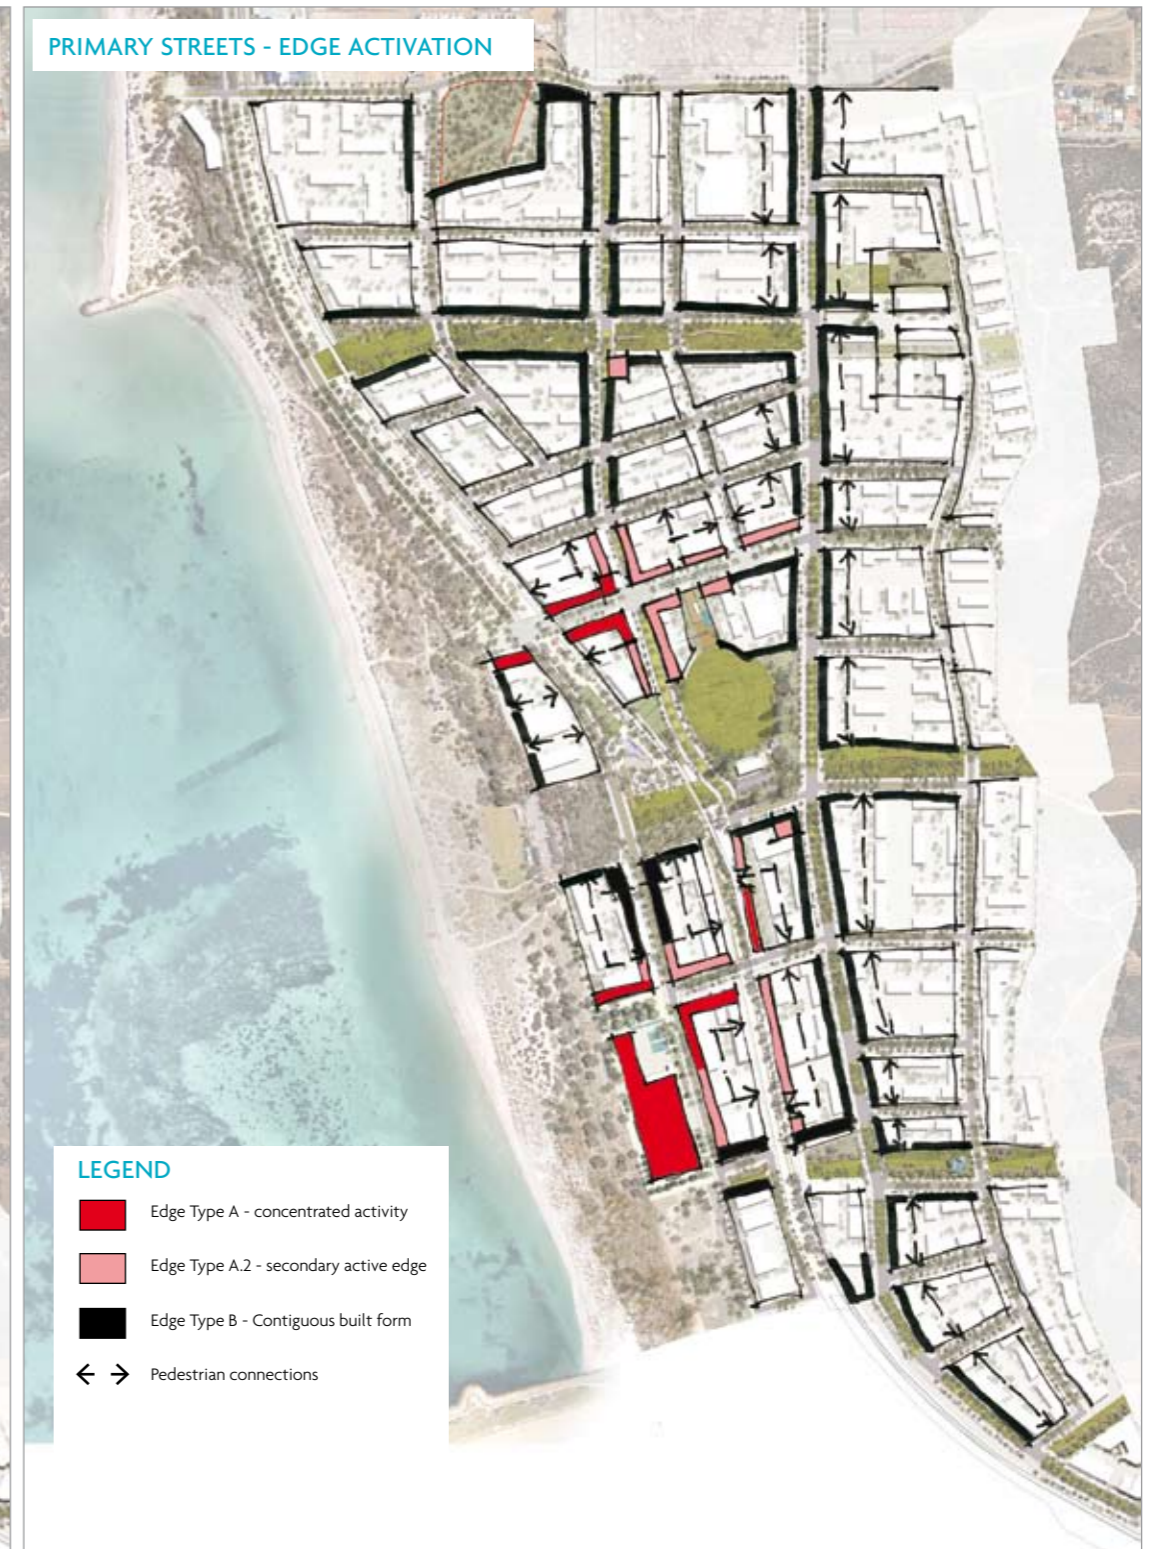 PRIMARY STREETS - EDGE ACTIVATION
LEGEND
Edge Type A - concentrated activity
Edge Type A.2 - secondary active edge
Edge Type B - Contiguous built form
Pedestrian connections